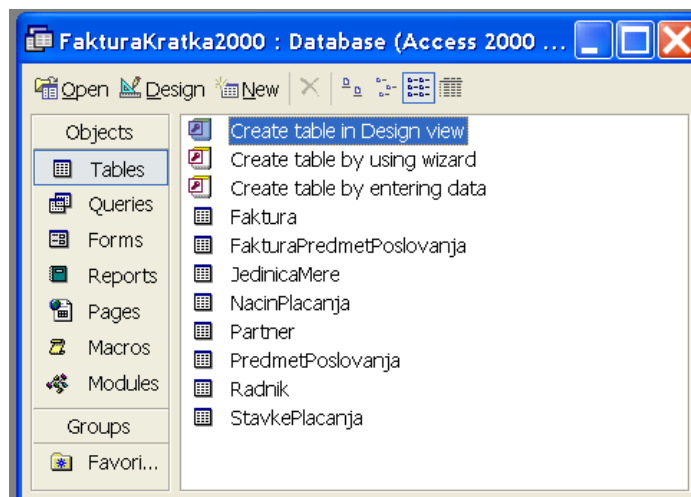 FakturaKratka2000 : Database (Access 2000 ...
Open Design New
Objects
Tables
Queries
Forms
Reports
Pages
Macros
Modules
Groups
Favori...
Create table in Design view
Create table by using wizard
Create table by entering data
Faktura
FakturaPredmetPoslovanja
JedinicaMere
NacinPlacanja
Partner
PredmetPoslovanja
Radnik
StavkePlacanja